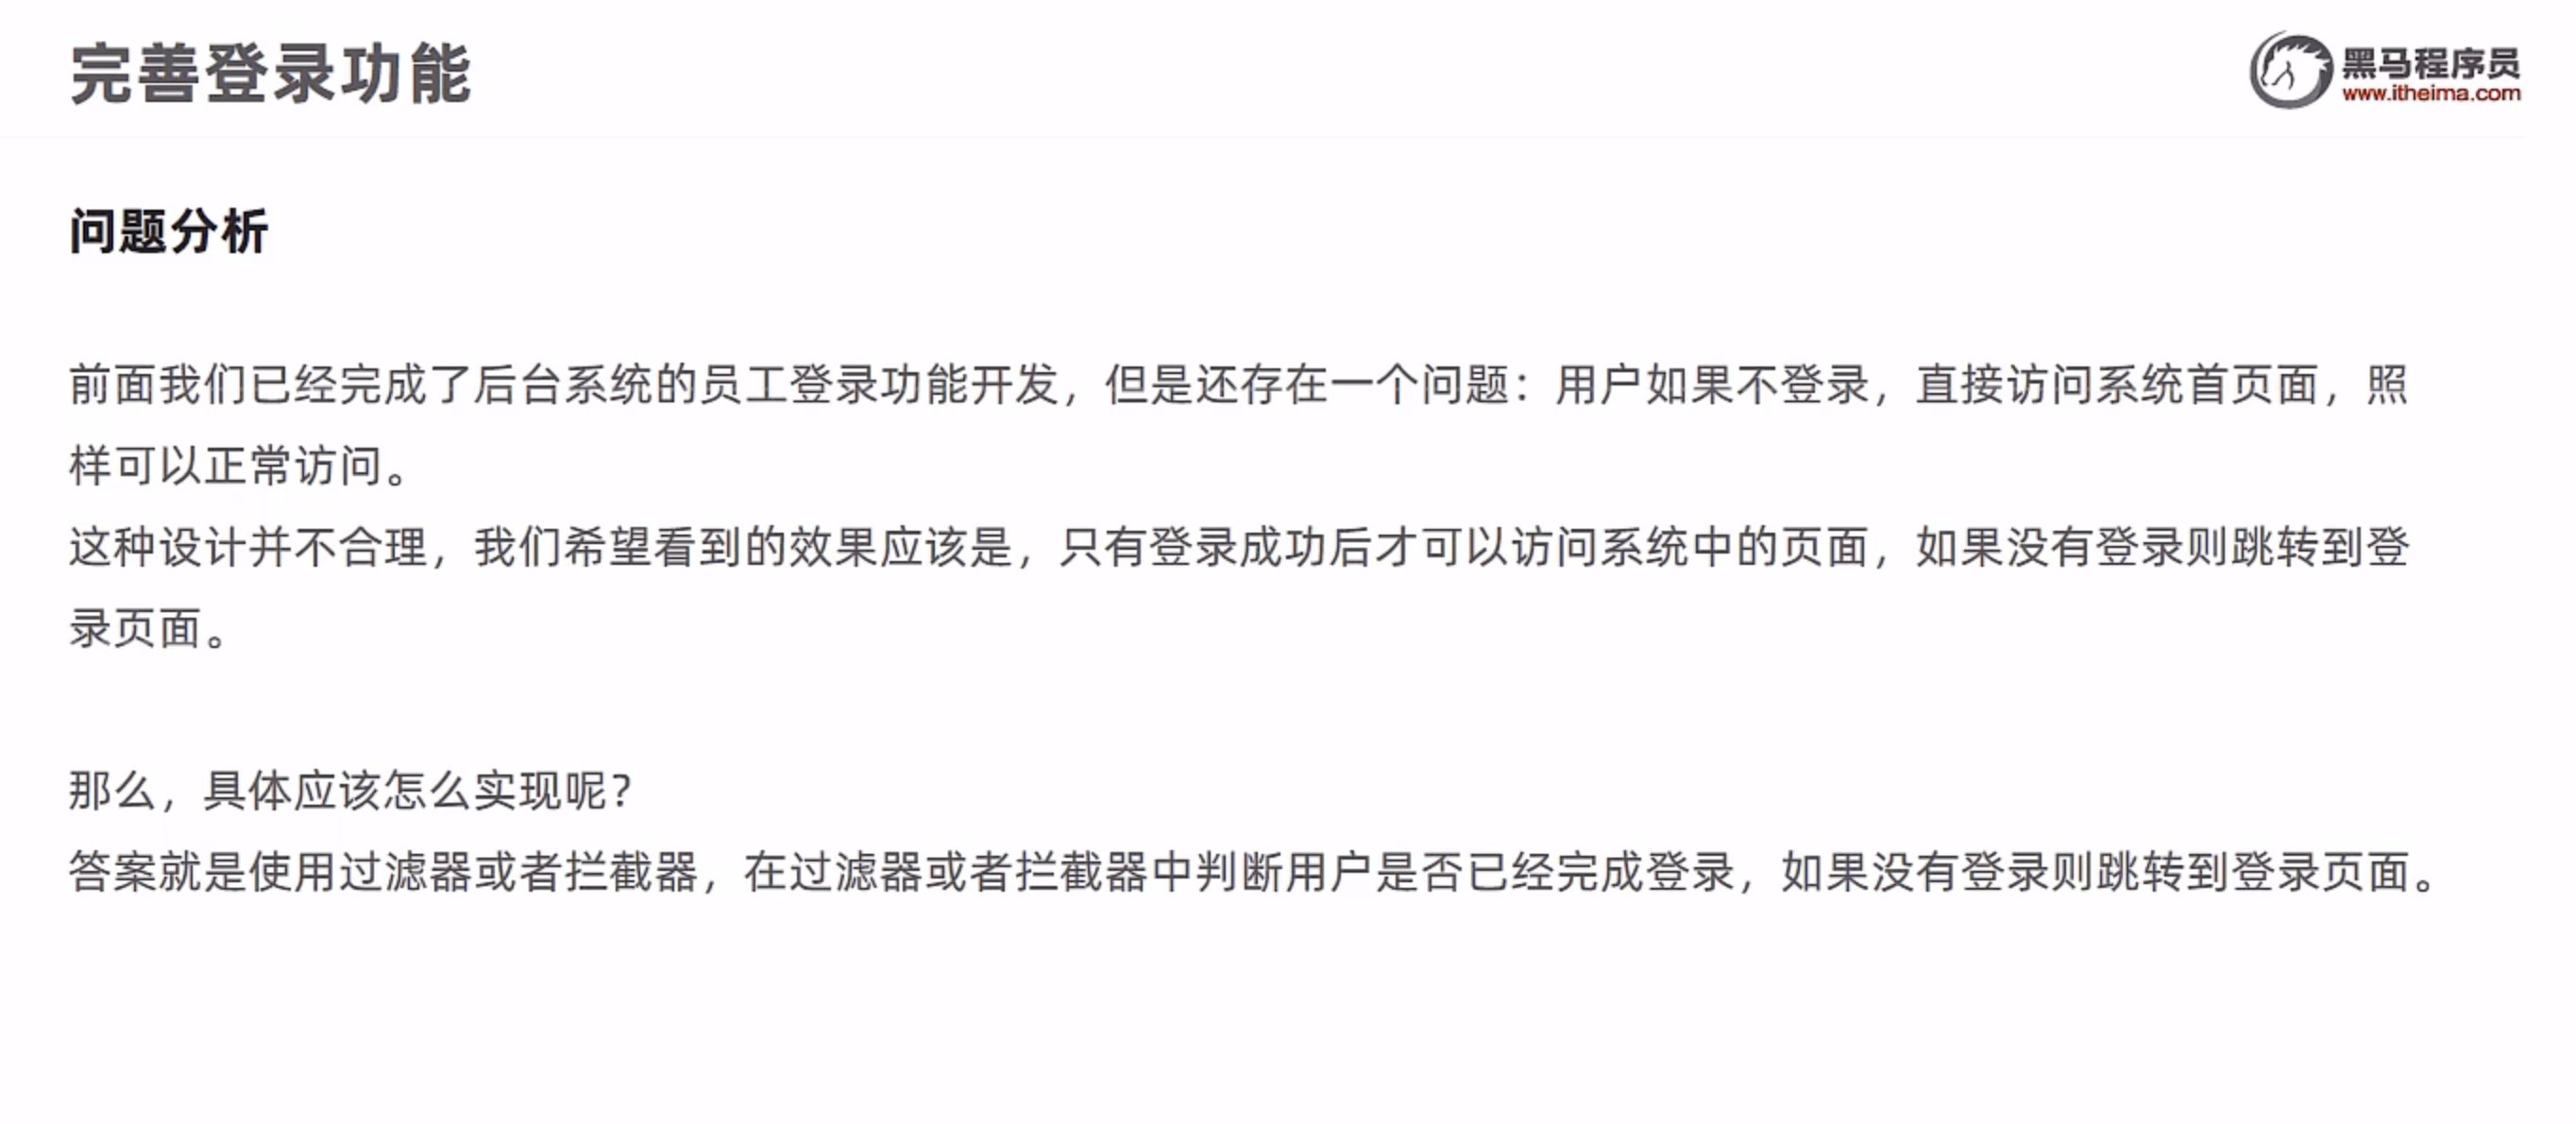 完善登录功能
黑马程序员
www.itheima.com
问题分析
前面我们已经完成了后台系统的员工登录功能开发，但是还存在一个问题：用户如果不登录，直接访问系统首页面，照
样可以正常访问。
这种设计并不合理，我们希望看到的效果应该是，只有登录成功后才可以访问系统中的页面，如果没有登录则跳转到登
录页面。
那么，具体应该怎么实现呢？
答案就是使用过滤器或者拦截器，在过滤器或者拦截器中判断用户是否已经完成登录，如果没有登录则跳转到登录页面。